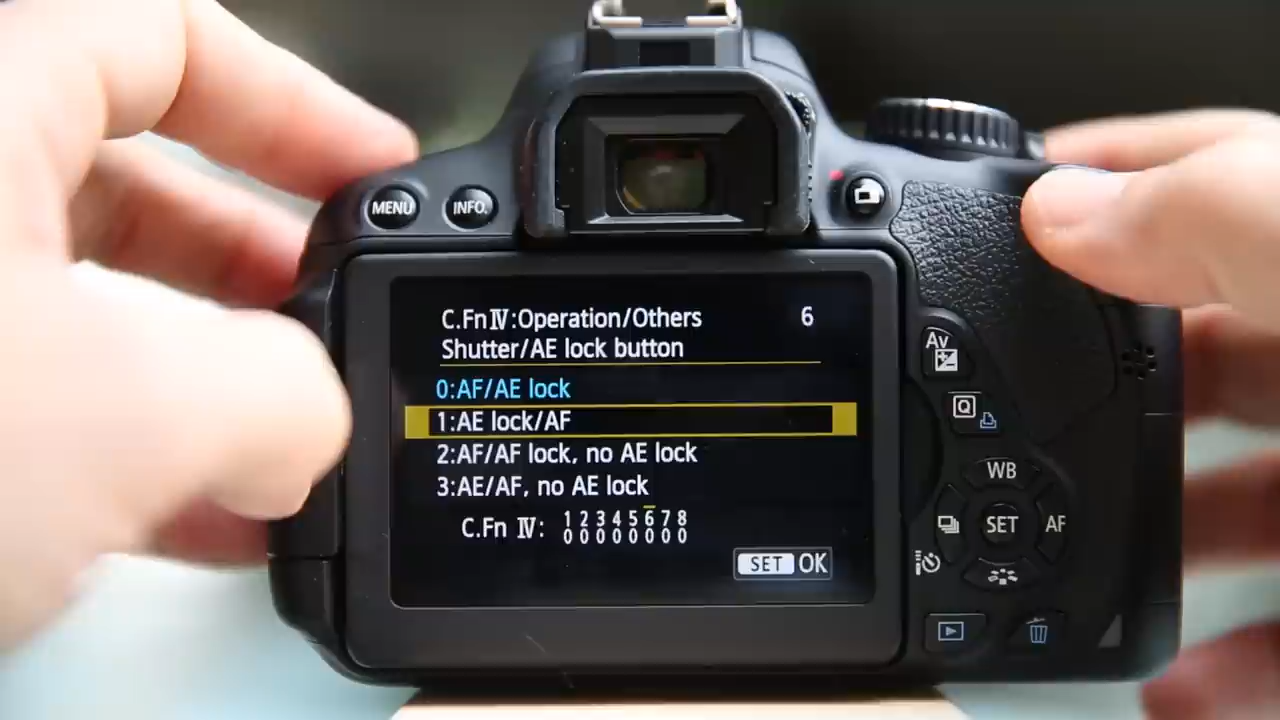 MENU
INFO.
C.Fn Ⅳ:Operation/Others 6
Shutter/AE lock button
0:AF/AE lock
1:AE lock/AF
2:AF/AF lock, no AE lock
3:AE/AF, no AE lock
C.Fn Ⅳ: 1 2 3 4 5 6 7 8
0 0 0 0 0 0 0 0
SET OK
Av
Q
WB
SET
AF